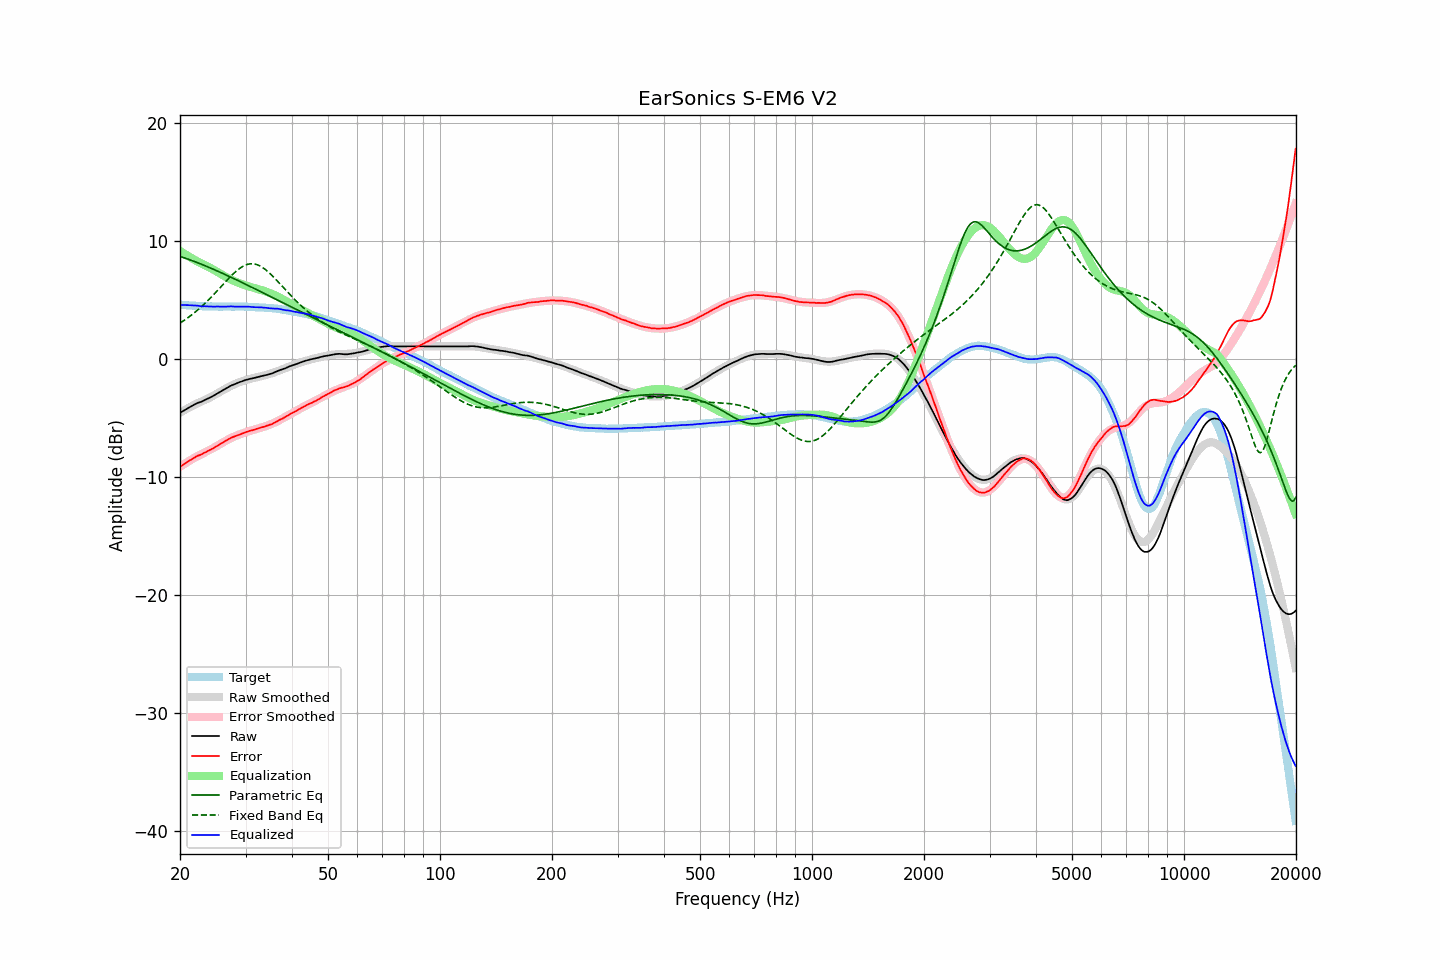 EarSonics S-EM6 V2
20
10
0
−10
−20
−30
−40
Amplitude (dBr)
Target
Raw Smoothed
Error Smoothed
Raw
Error
Equalization
Parametric Eq
Fixed Band Eq
Equalized
20 50 100 200 500 1000 2000 5000 10000 20000
Frequency (Hz)